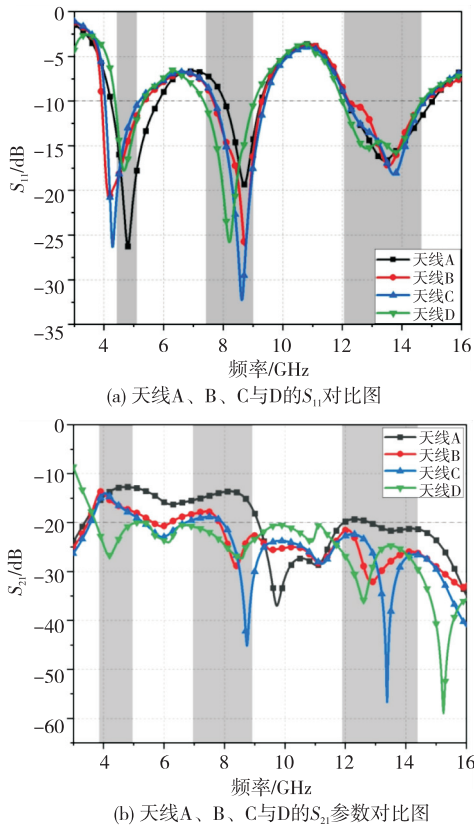 0
−5
−10
−15
−20
−25
−30
−35
S11/dB
天线A
天线B
天线C
天线D
4 6 8 10 12 14 16
频率/GHz
(a) 天线A、B、C与D的S11对比图
0
−10
−20
−30
−40
−50
−60
S21/dB
天线A
天线B
天线C
天线D
4 6 8 10 12 14 16
频率/GHz
(b) 天线A、B、C与D的S21参数对比图